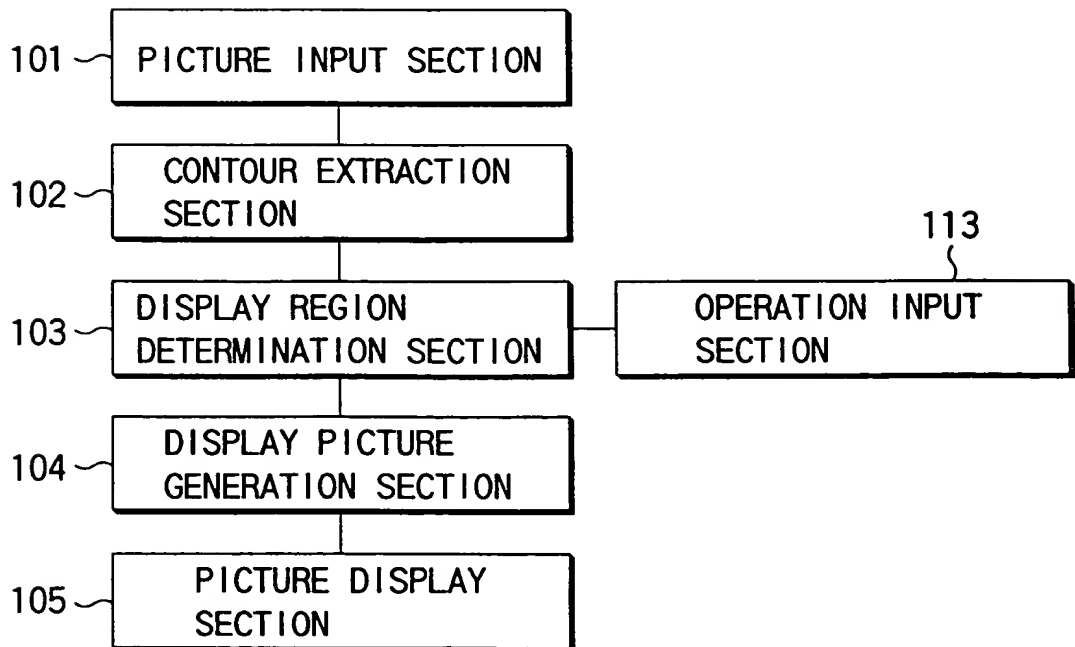 101 PICTURE INPUT SECTION
102 CONTOUR EXTRACTION
SECTION
113
103 DISPLAY REGION
DETERMINATION SECTION
OPERATION INPUT
SECTION
104 DISPLAY PICTURE
GENERATION SECTION
105 PICTURE DISPLAY
SECTION